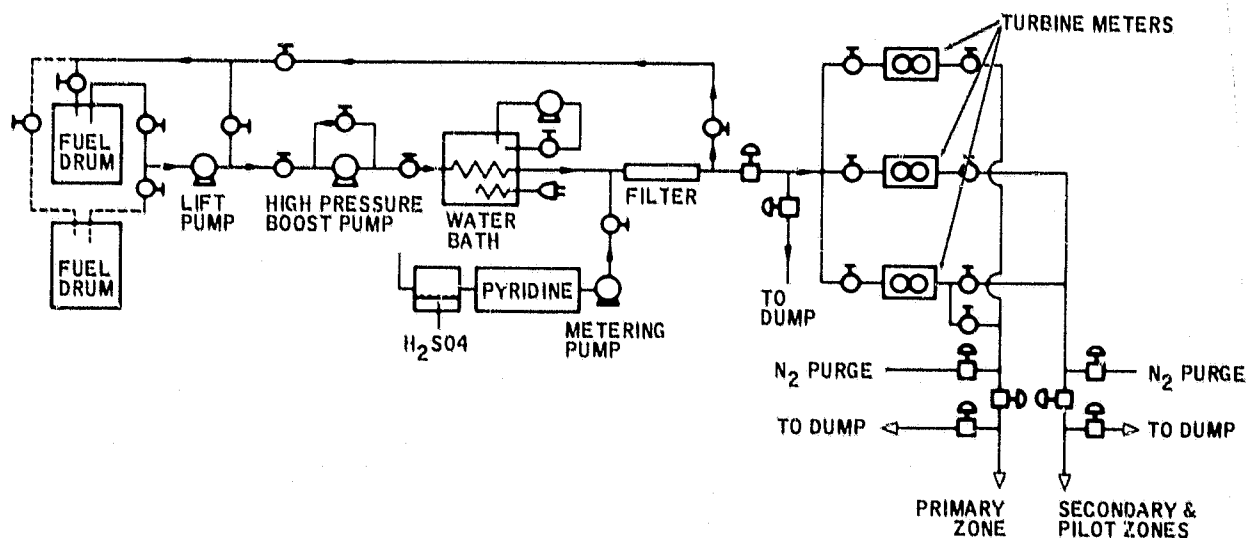 TURBINE METERS
FUEL
DRUM
LIFT
PUMP
HIGH PRESSURE
BOOST PUMP
WATER
BATH
FILTER
FUEL
DRUM
PYRIDINE
H2SO4
METERING
PUMP
TO
DUMP
N2 PURGE
N2 PURGE
TO DUMP
TO DUMP
PRIMARY
ZONE
SECONDARY &
PILOT ZONES